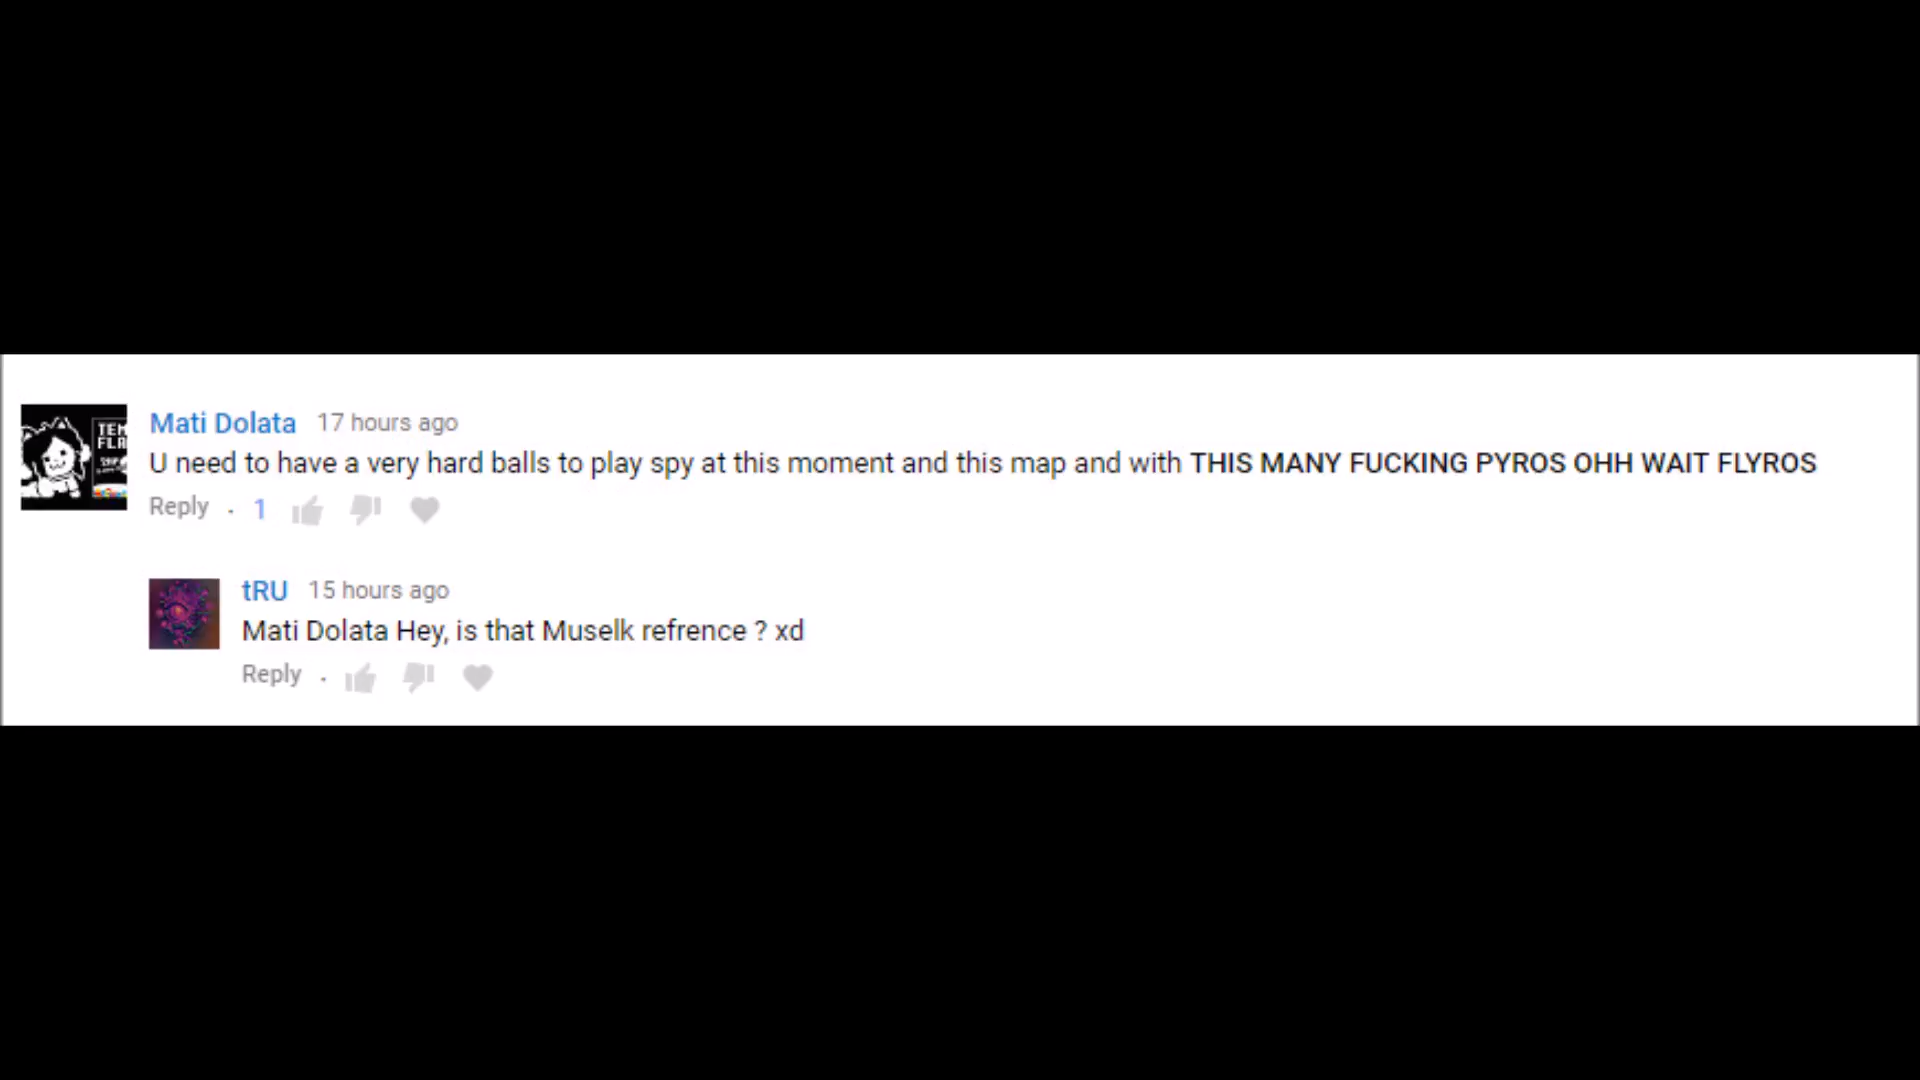 TEM
FLA
Mati Dolata 17 hours ago
U need to have a very hard balls to play spy at this moment and this map and with THIS MANY FUCKING PYROS OHH WAIT FLYROS
Reply . 1
tRU 15 hours ago
Mati Dolata Hey, is that Muselk refrence ? xd
Reply .